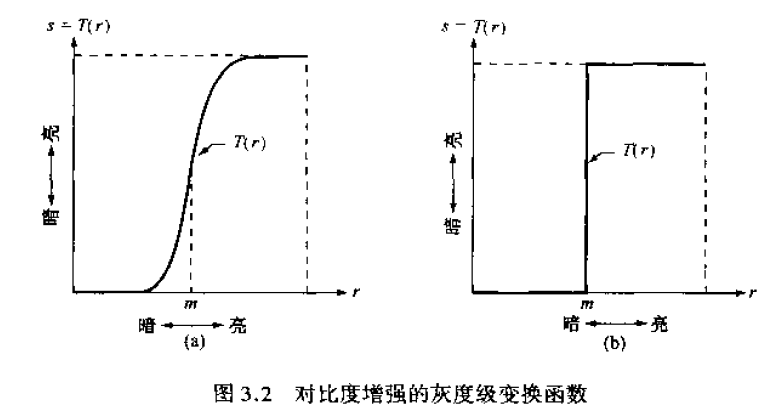 s = T(r)
T(r)
亮
暗
m
r
暗 亮
(a)
s = T(r)
T(r)
亮
暗
m
r
暗 亮
(b)
图 3.2 对比度增强的灰度级变换函数